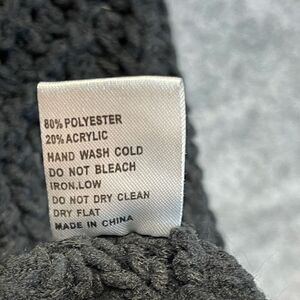 80% POLYESTER
20% ACRYLIC
HAND WASH COLD
DO NOT BLEACH
IRON.LOW
DO NOT DRY CLEAN
DRY FLAT
MADE IN CHINA